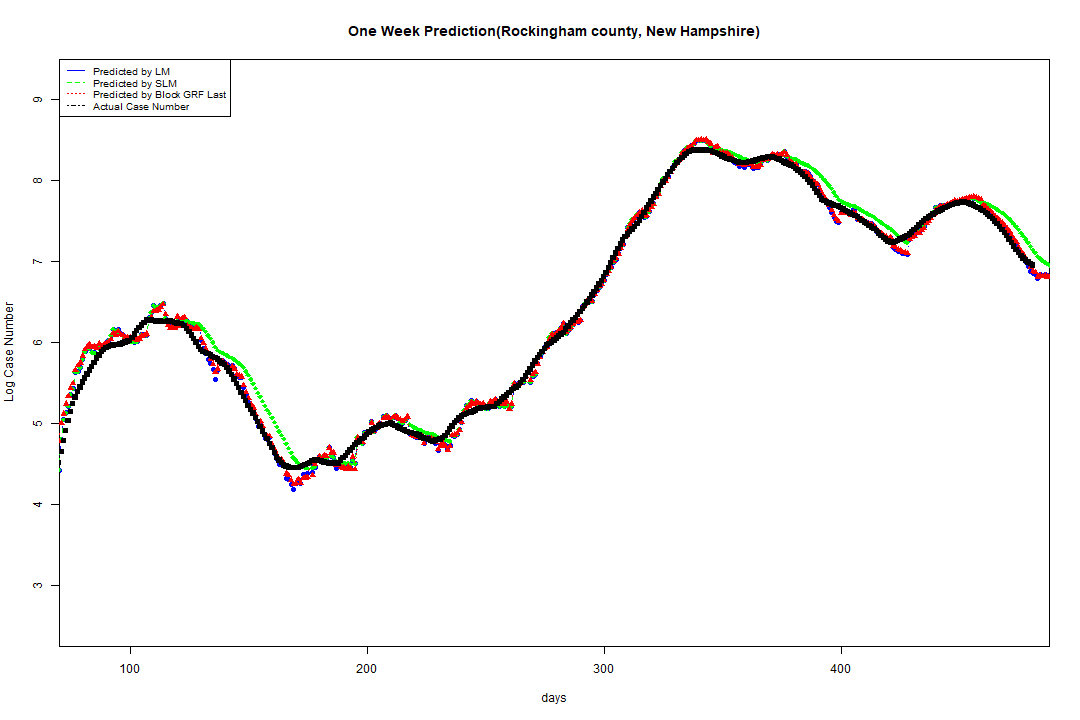 One Week Prediction(Rockingham county, New Hampshire)
Predicted by LM
Predicted by SLM
Predicted by Block GRF Last
Actual Case Number
9
8
7
6
5
4
3
Log Case Number
100 200 300 400
days